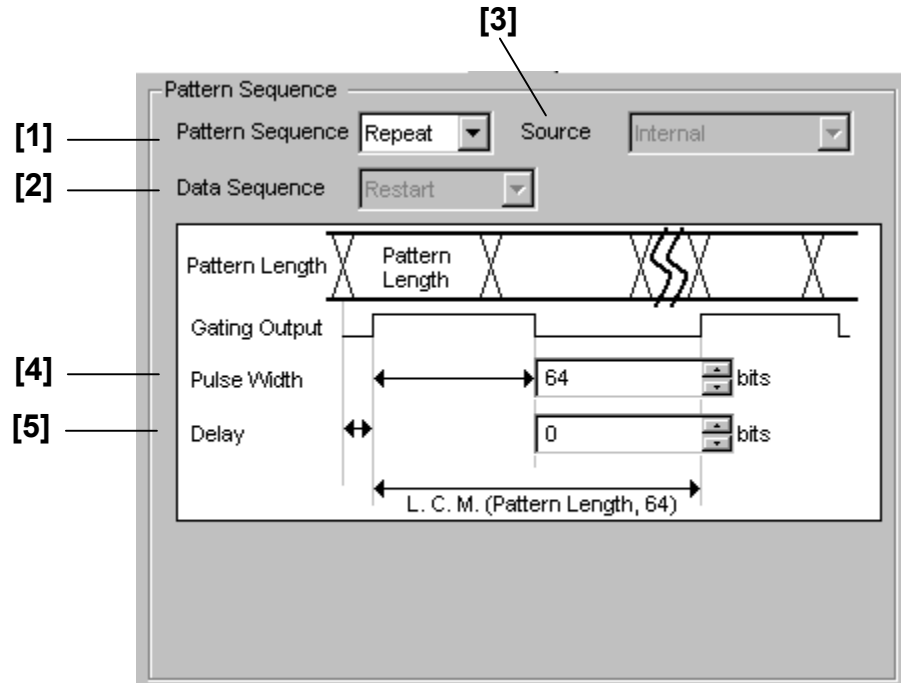 [3]
Pattern Sequence
[1]
Pattern Sequence Repeat Source Internal
[2]
Data Sequence Restart
Pattern Length
Pattern
Length
Gating Output
[4]
Pulse Width 64 bits
[5]
Delay 0 bits
L. C. M. (Pattern Length, 64)